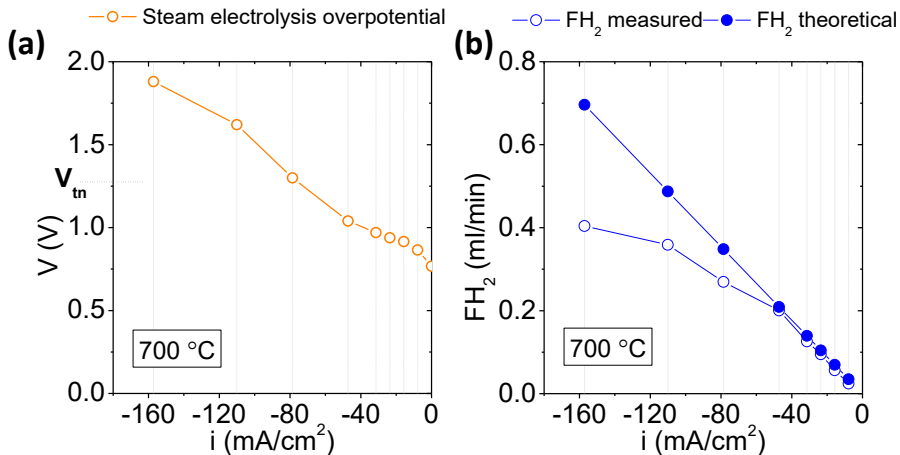 Steam electrolysis overpotential
FH2 measured
FH2 theoretical
(a)
(b)
2.0
1.5
Vtn
1.0
0.5
0.0
V (V)
700 °C
-160
-120
-80
-40
0
i (mA/cm²)
0.8
0.6
0.4
0.2
0.0
FH2 (ml/min)
700 °C
-160
-120
-80
-40
0
i (mA/cm²)